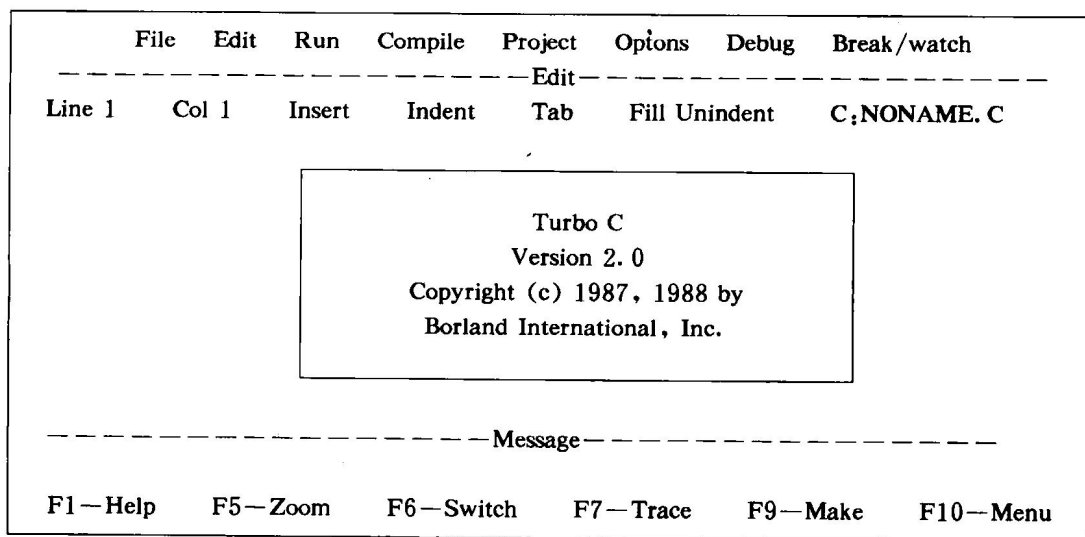 File Edit Run Compile Project Optons Debug Break/watch
Edit
Line 1 Col 1 Insert Indent Tab Fill Unindent C:NONAME.C
Turbo C
Version 2.0
Copyright (c) 1987, 1988 by
Borland International, Inc.
Message
F1—Help F5—Zoom F6—Switch F7—Trace F9—Make F10—Menu